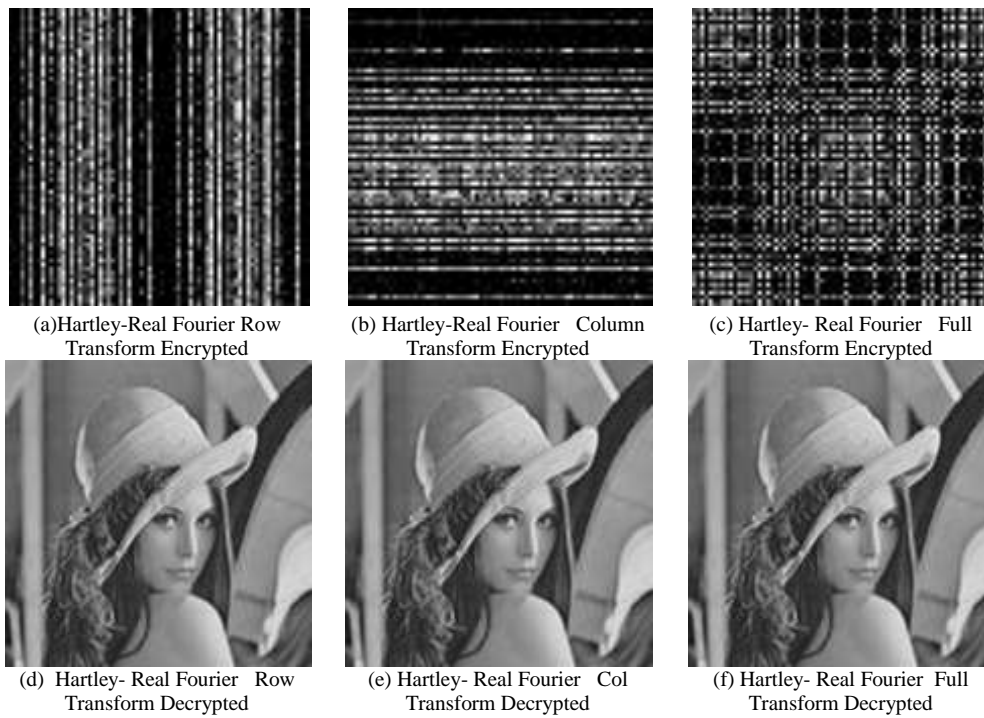 (a)Hartley-Real Fourier Row
Transform Encrypted
(b) Hartley-Real Fourier Column
Transform Encrypted
(c) Hartley- Real Fourier Full
Transform Encrypted
(d) Hartley- Real Fourier Row
Transform Decrypted
(e) Hartley- Real Fourier Col
Transform Decrypted
(f) Hartley- Real Fourier Full
Transform Decrypted